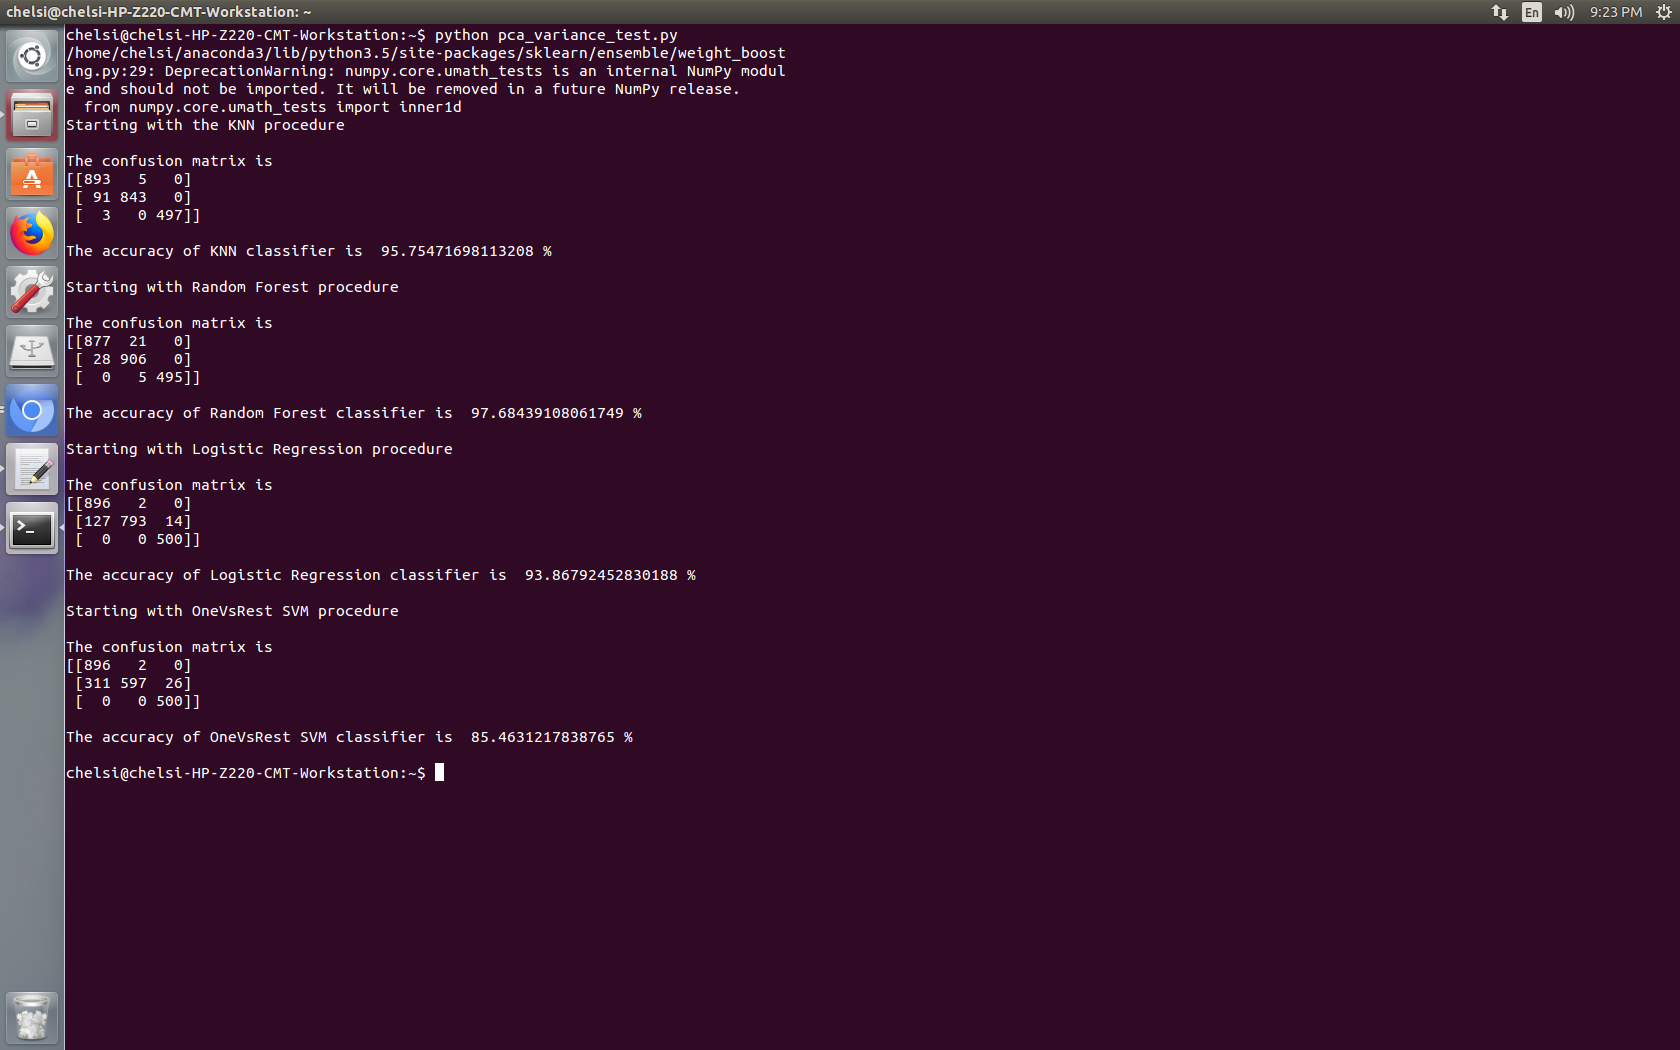 chelsi@chelsi-HP-Z220-CMT-Workstation: ~
En
9:23 PM
chelsi@chelsi-HP-Z220-CMT-Workstation:~$ python pca_variance_test.py
/home/chelsi/anaconda3/lib/python3.5/site-packages/sklearn/ensemble/weight_boost
ing.py:29: DeprecationWarning: numpy.core.umath_tests is an internal NumPy modul
e and should not be imported. It will be removed in a future NumPy release.
  from numpy.core.umath_tests import inner1d
Starting with the KNN procedure
The confusion matrix is
[[893   5   0]
 [ 91 843   0]
 [  3   0 497]]
The accuracy of KNN classifier is  95.75471698113208 %
Starting with Random Forest procedure
The confusion matrix is
[[877  21   0]
 [ 28 906   0]
 [  0   5 495]]
The accuracy of Random Forest classifier is  97.68439108061749 %
Starting with Logistic Regression procedure
The confusion matrix is
[[896   2   0]
 [127 793  14]
 [  0   0 500]]
The accuracy of Logistic Regression classifier is  93.86792452830188 %
Starting with OneVsRest SVM procedure
The confusion matrix is
[[896   2   0]
 [311 597  26]
 [  0   0 500]]
The accuracy of OneVsRest SVM classifier is  85.4631217838765 %
chelsi@chelsi-HP-Z220-CMT-Workstation:~$